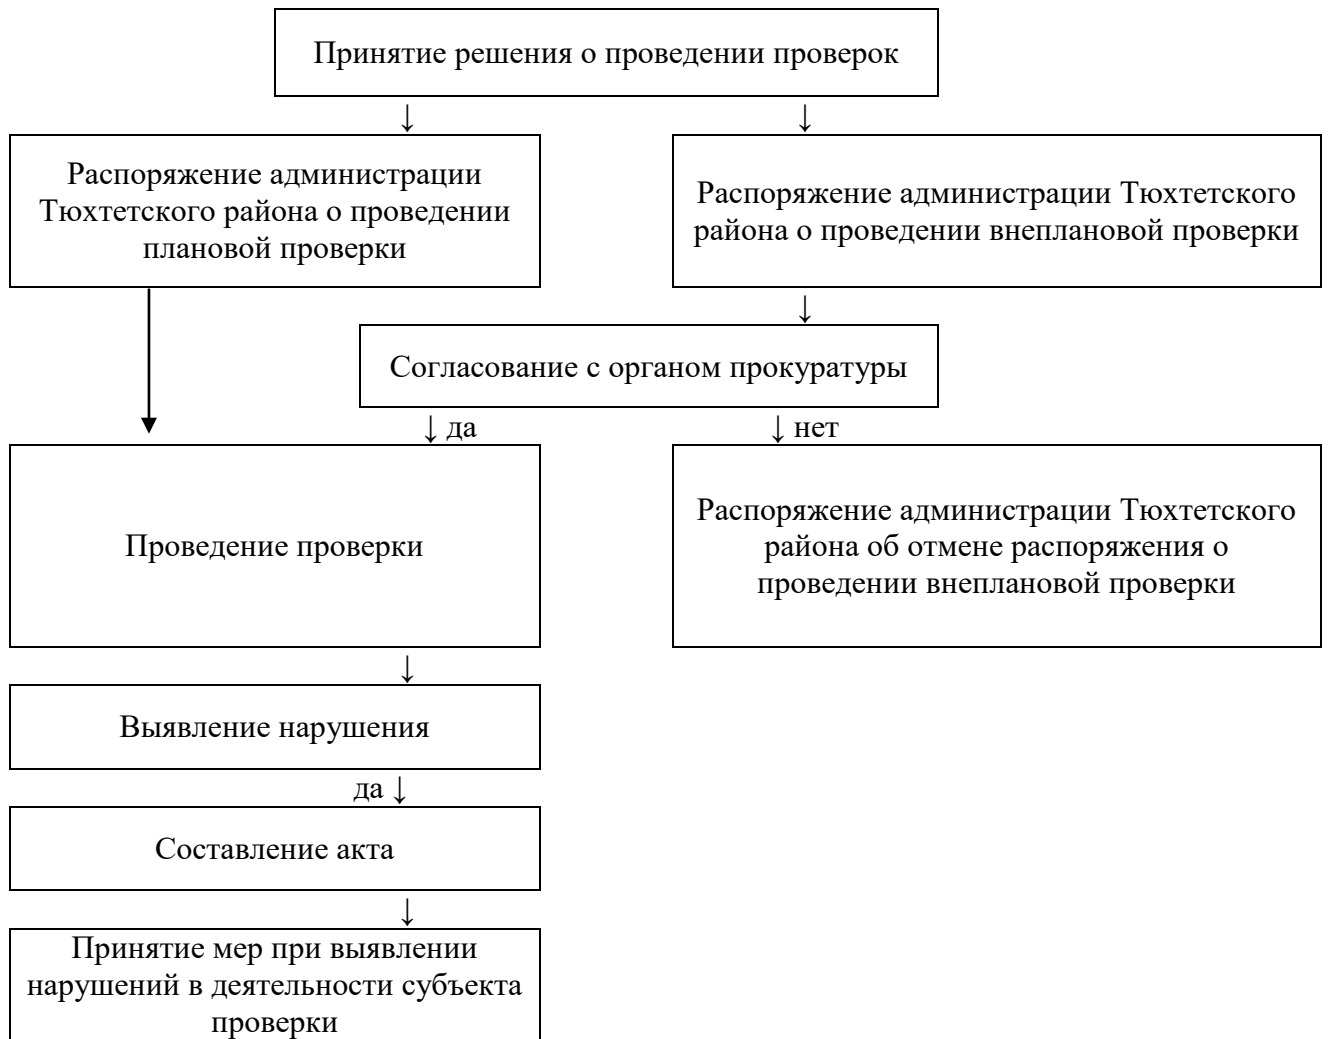 Принятие решения о проведении проверок
↓
↓
Распоряжение администрации
Тюхтетского района о проведении
плановой проверки
Распоряжение администрации Тюхтетского
района о проведении внеплановой проверки
↓
Согласование с органом прокуратуры
↓ да
↓ нет
Проведение проверки
Распоряжение администрации Тюхтетского
района об отмене распоряжения о
проведении внеплановой проверки
↓
Выявление нарушения
да ↓
Составление акта
↓
Принятие мер при выявлении
нарушений в деятельности субъекта
проверки